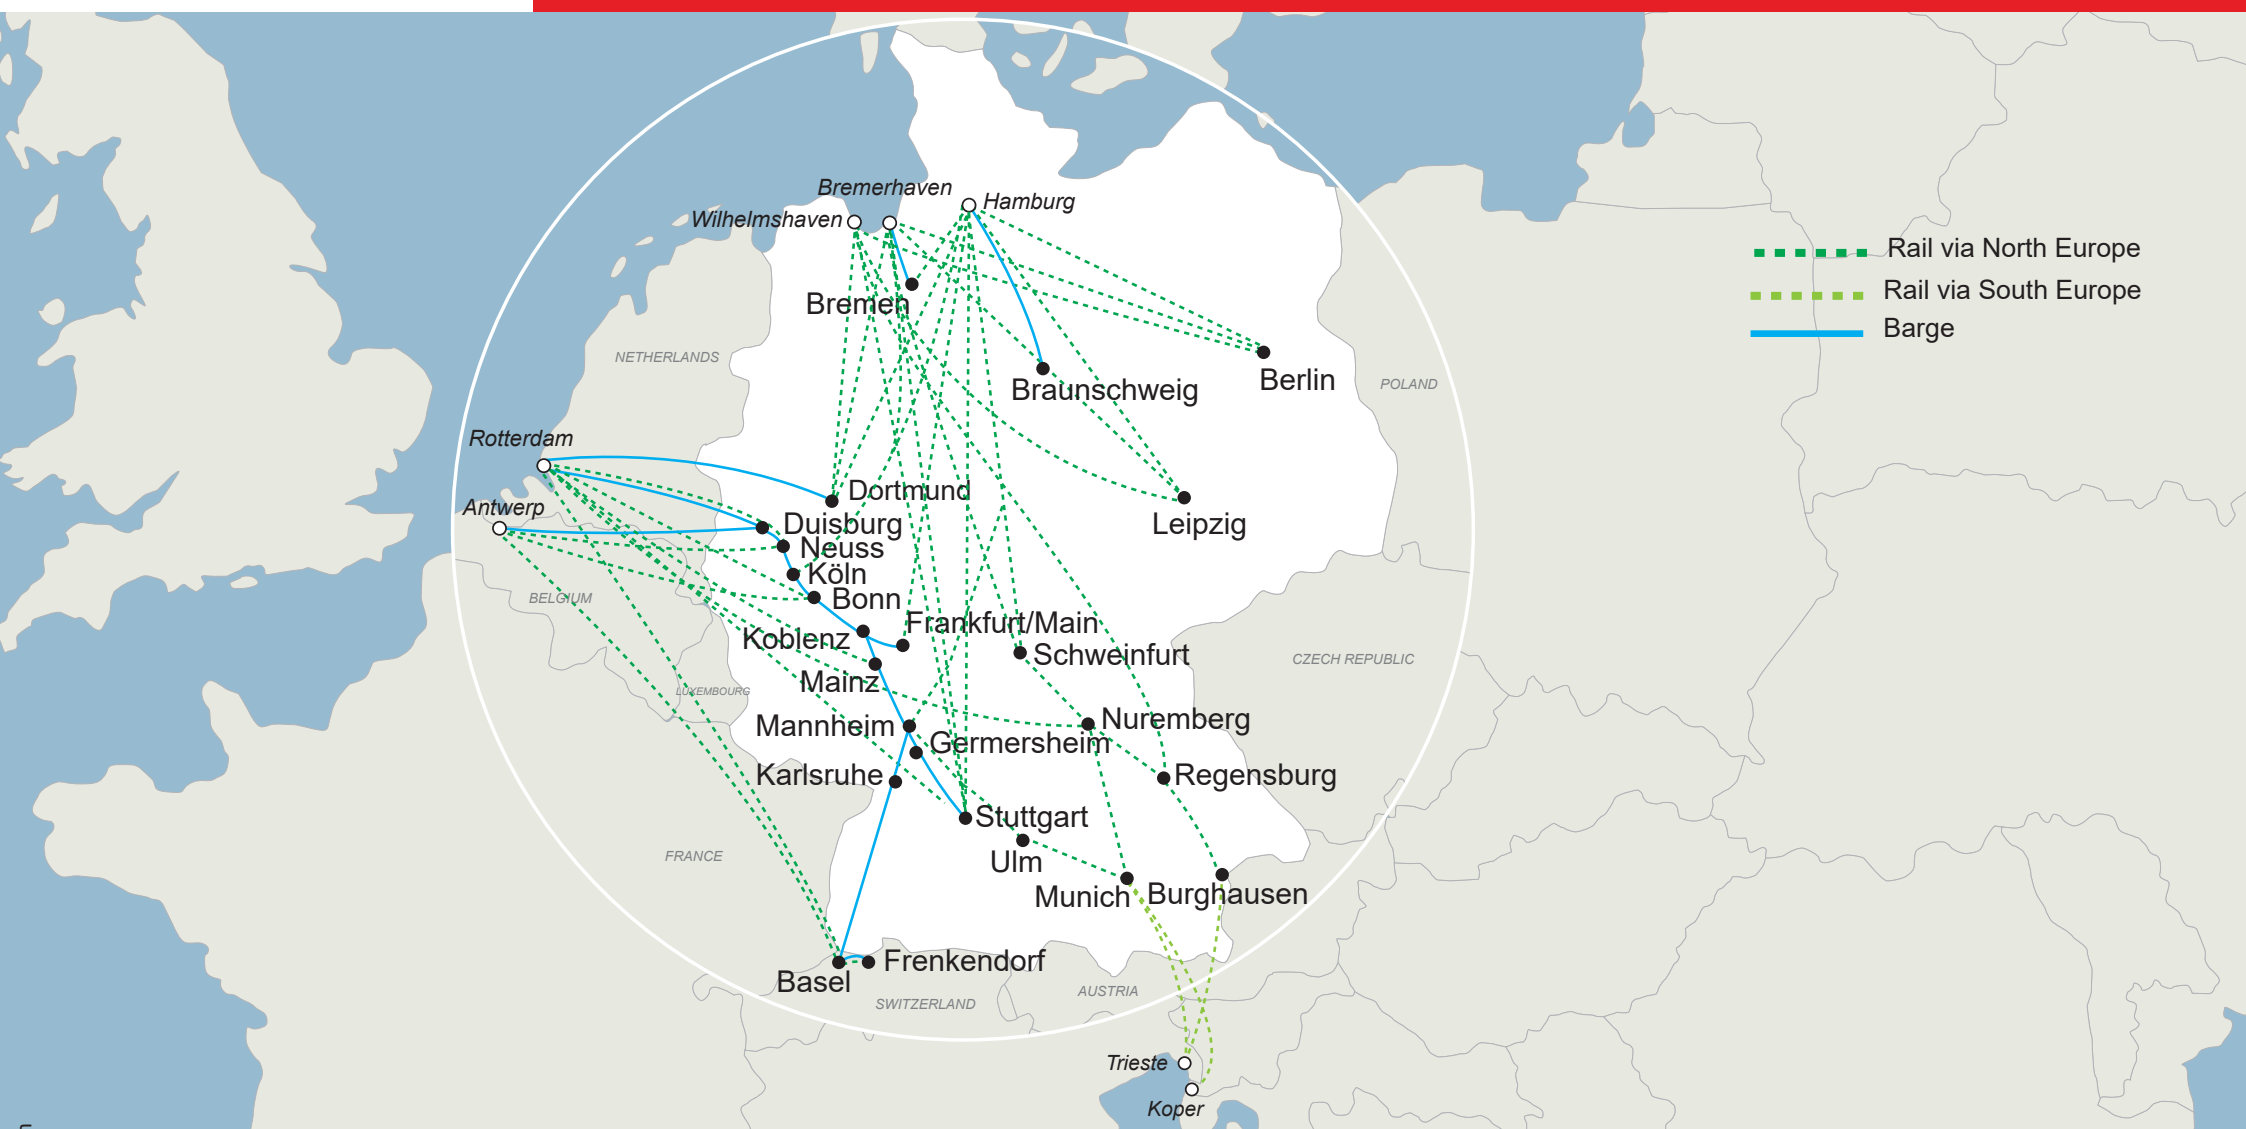 Bremerhaven
Hamburg
Wilhelmshaven
Rail via North Europe
Rail via South Europe
Barge
Bremen
NETHERLANDS
Braunschweig
Berlin
POLAND
Rotterdam
Dortmund
Antwerp
Duisburg
Leipzig
Neuss
Köln
BELGIUM
Bonn
Frankfurt/Main
Koblenz
Schweinfurt
CZECH REPUBLIC
Mainz
LUXEMBOURG
Mannheim
Nuremberg
Germersheim
Karlsruhe
Regensburg
Stuttgart
FRANCE
Ulm
Munich
Burghausen
Frenkendorf
Basel
AUSTRIA
SWITZERLAND
Trieste
Koper